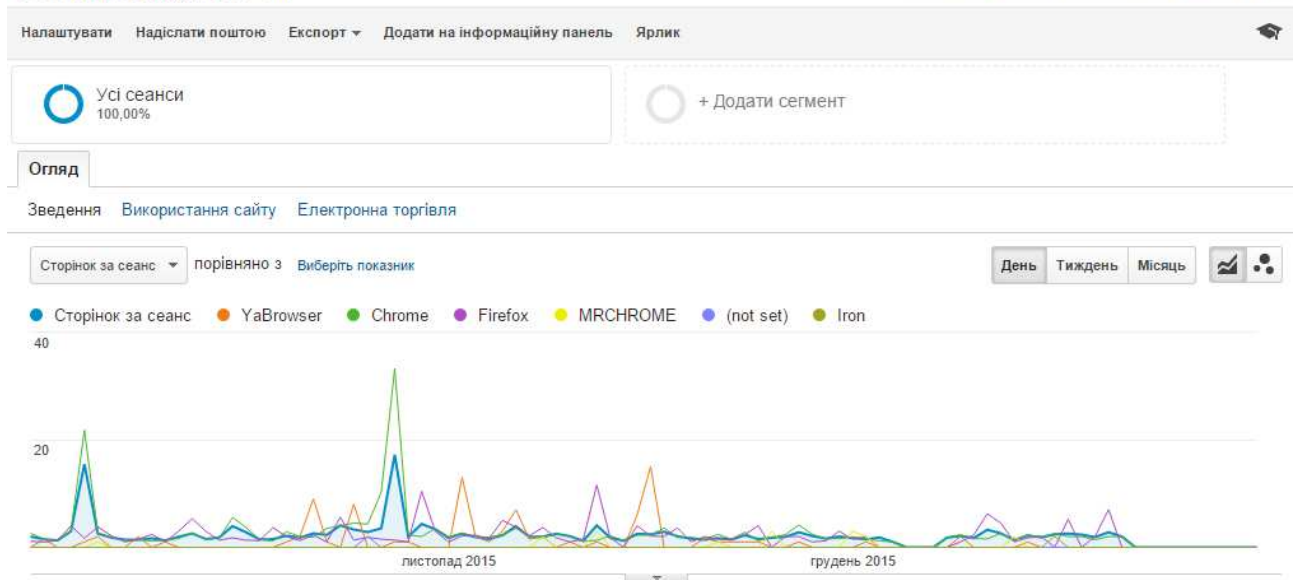 Налаштувати Надіслати поштою Експорт Додати на інформаційну панель Ярлик
Усі сеанси
100,00%
+ Додати сегмент
Огляд
Зведення Використання сайту Електронна торгівля
Сторінок за сеанс порівняно з Виберіть показник День Тиждень Місяць
Сторінок за сеанс YaBrowser Chrome Firefox MRCHROME (not set) Iron
40
20
листопад 2015 грудень 2015